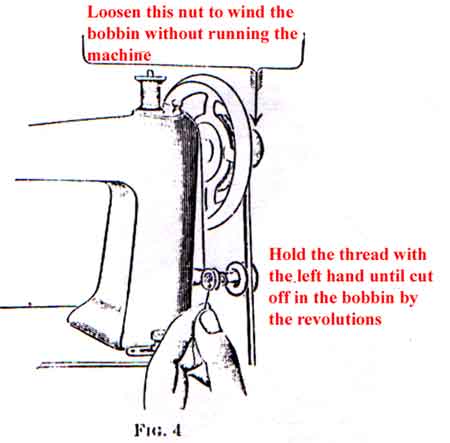 Loosen this nut to wind the
bobbin without running the
machine
Hold the thread with
the left hand until cut
off in the bobbin by
the revolutions
FIG. 4